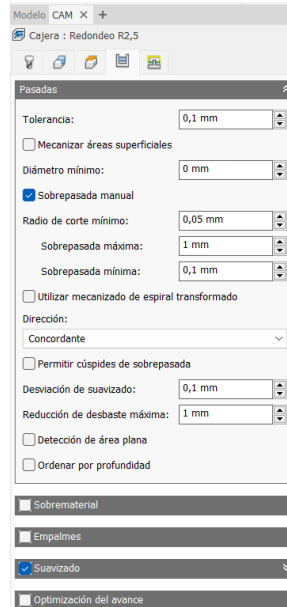 Modelo CAM × +
Cajera : Redondeo R2,5
Pasadas
Tolerancia: 0,1 mm
Mecanizar áreas superficiales
Diámetro mínimo: 0 mm
Sobrepasada manual
Radio de corte mínimo: 0,05 mm
Sobrepasada máxima: 1 mm
Sobrepasada mínima: 0,1 mm
Utilizar mecanizado de espiral transformado
Dirección:
Concordante
Permitir cúspides de sobrepasada
Desviación de suavizado: 0,1 mm
Reducción de desbaste máxima: 1 mm
Detección de área plana
Ordenar por profundidad
Sobrematerial
Empalmes
Suavizado
Optimización del avance